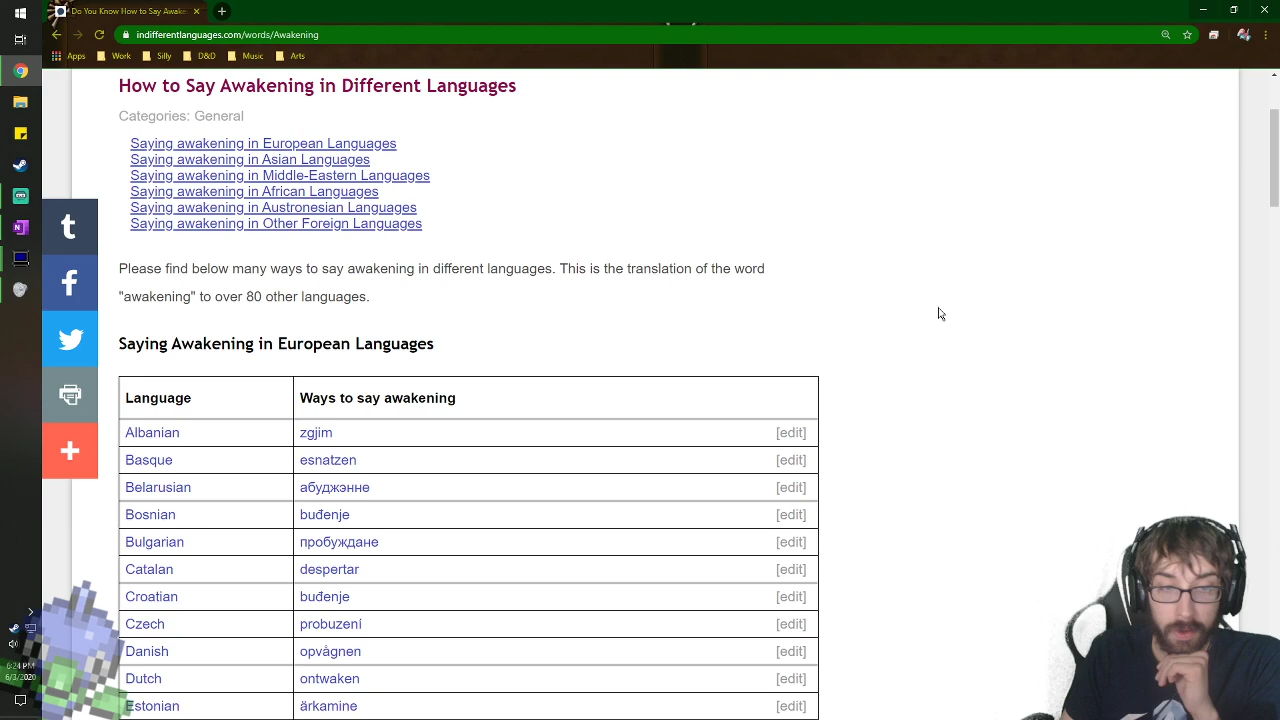 Do You Know How to Say Awake
indifferentlanguages.com/words/Awakening
Apps Work Silly D&D Music Arts
How to Say Awakening in Different Languages
Categories: General
Saying awakening in European Languages
Saying awakening in Asian Languages
Saying awakening in Middle-Eastern Languages
Saying awakening in African Languages
Saying awakening in Austronesian Languages
Saying awakening in Other Foreign Languages
Please find below many ways to say awakening in different languages. This is the translation of the word
"awakening" to over 80 other languages.
Saying Awakening in European Languages
Language Ways to say awakening
Albanian zgjim [edit]
Basque esnatzen [edit]
Belarusian абуджэнне [edit]
Bosnian buđenje [edit]
Bulgarian пробуждане [edit]
Catalan despertar [edit]
Croatian buđenje [edit]
Czech probuzení [edit]
Danish opvågnen [edit]
Dutch ontwaken [edit]
Estonian ärkamine [edit]
6:24 PM
6/3/2020